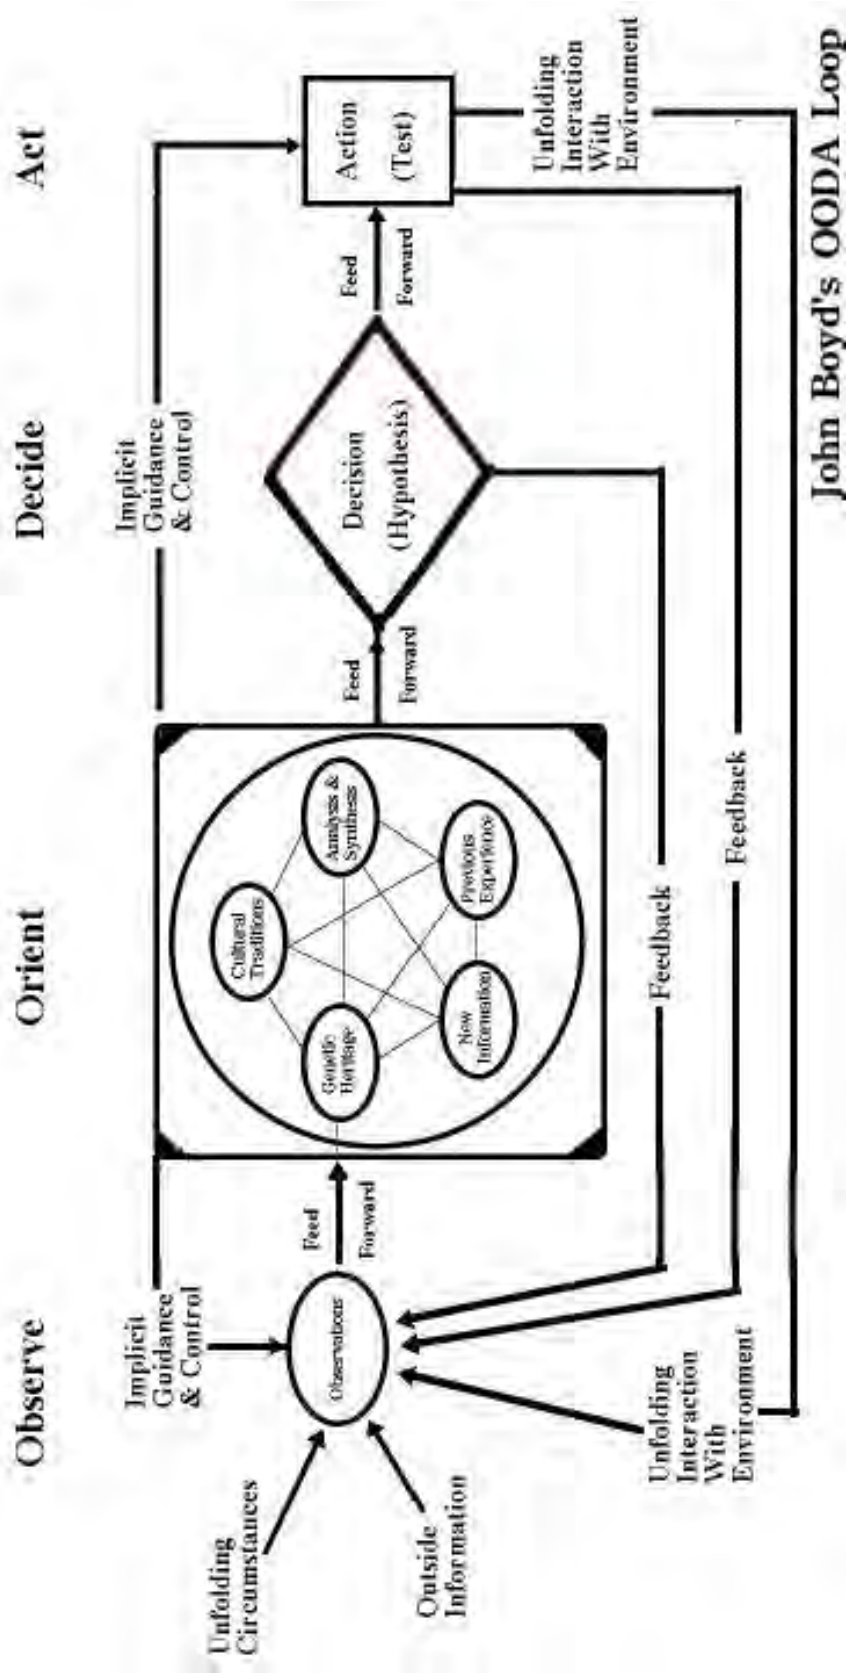 Observe
Orient
Decide
Act
Implicit
Guidance
& Control
Implicit
Guidance
& Control
Unfolding
Circumstances
Observations
Outside
Information
Feed
Forward
Cultural
Traditions
Genetic
Heritage
Analysis &
Synthesis
New
Information
Previous
Experience
Feed
Forward
Decision
(Hypothesis)
Feed
Forward
Action
(Test)
Unfolding
Interaction
With
Environment
Feedback
Feedback
Unfolding
Interaction
With
Environment
John Boyd's OODA Loop